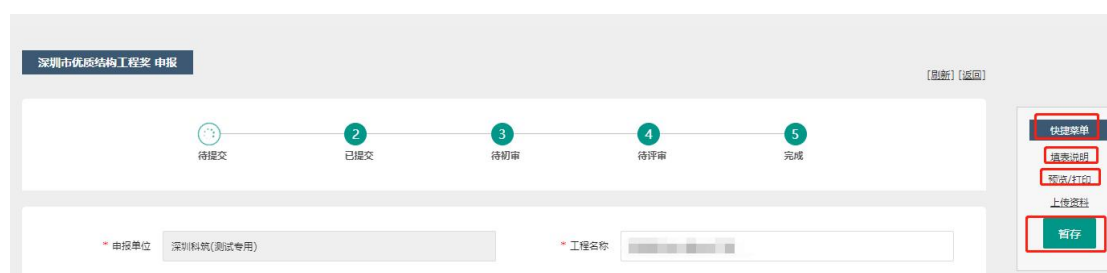 深圳市优质结构工程奖 申报
[刷新] [返回]
2 3 4 5
待提交 已提交 待初审 待评审 完成
快捷菜单
填表说明
预览/打印
上传资料
暂存
* 申报单位 深圳科筑(测试专用) * 工程名称